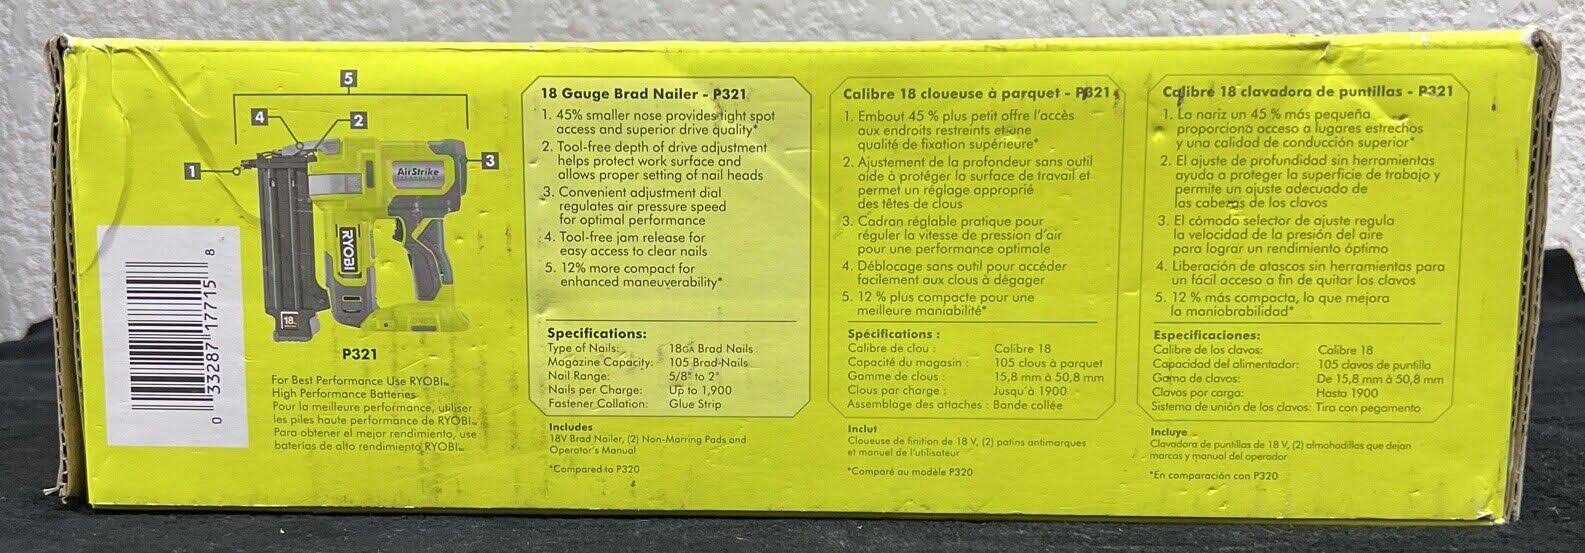 5
4
2
1
3
AirStrike
TECHNOLOGY
RYOBI
18
P321
0 33287 17715 8
For Best Performance Use RYOBI™
High Performance Batteries
Pour la meilleure performance, utiliser
les piles haute performance de RYOBI™
Para obtener el mejor rendimiento, use
baterías de alto rendimiento RYOBI™
18 Gauge Brad Nailer - P321
1. 45% smaller nose provides tight spot
access and superior drive quality*
2. Tool-free depth of drive adjustment
helps protect work surface and
allows proper setting of nail heads
3. Convenient adjustment dial
regulates air pressure speed
for optimal performance
4. Tool-free jam release for
easy access to clear nails
5. 12% more compact for
enhanced maneuverability*
Specifications:
Type of Nails: 18GA Brad Nails
Magazine Capacity: 105 Brad Nails
Nail Range: 5/8" to 2"
Nails per Charge: Up to 1,900
Fastener Collation: Glue Strip
Includes
18V Brad Nailer, (2) Non-Marring Pads and
Operator's Manual
*Compared to P320
Calibre 18 cloueuse à parquet - P321
1. Embout 45 % plus petit offre l'accès
aux endroits restreints et une
qualité de fixation supérieure*
2. Ajustement de la profondeur sans outil
aide à protéger la surface de travail et
permet un réglage approprié
des têtes de clous
3. Cadran réglable pratique pour
réguler la vitesse de pression d'air
pour une performance optimale
4. Déblocage sans outil pour accéder
facilement aux clous à dégager
5. 12 % plus compacte pour une
meilleure maniabilité*
Spécifications :
Calibre de clou : Calibre 18
Capacité du magasin : 105 clous à parquet
Gamme de clous : 15,8 mm à 50,8 mm
Clous par charge : Jusqu'à 1900
Assemblage des attaches : Bande collée
Inclut
Cloueuse de finition de 18 V, (2) patins antimarques
et manuel de l'utilisateur
*Comparé au modèle P320
Calibre 18 clavadora de puntillas - P321
1. La nariz un 45 % más pequeña
proporciona acceso a lugares estrechos
y una calidad de conducción superior*
2. El ajuste de profundidad sin herramientas
ayuda a proteger la superficie de trabajo y
permite un ajuste adecuado de
las cabezas de los clavos
3. El cómodo selector de ajuste regula
la velocidad de la presión del aire
para lograr un rendimiento óptimo
4. Liberación de atascos sin herramientas para
un fácil acceso a fin de quitar los clavos
5. 12 % más compacta, lo que mejora
la maniobrabilidad*
Especificaciones:
Calibre de los clavos: Calibre 18
Capacidad del alimentador: 105 clavos de puntilla
Gama de clavos: De 15,8 mm à 50,8 mm
Clavos por carga: Hasta 1900
Sistema de unión de los clavos: Tira con pegamento
Incluye
Clavadora de puntillas de 18 V, (2) almohadillas que dejan
marcas y manual del operador
*En comparación con P320